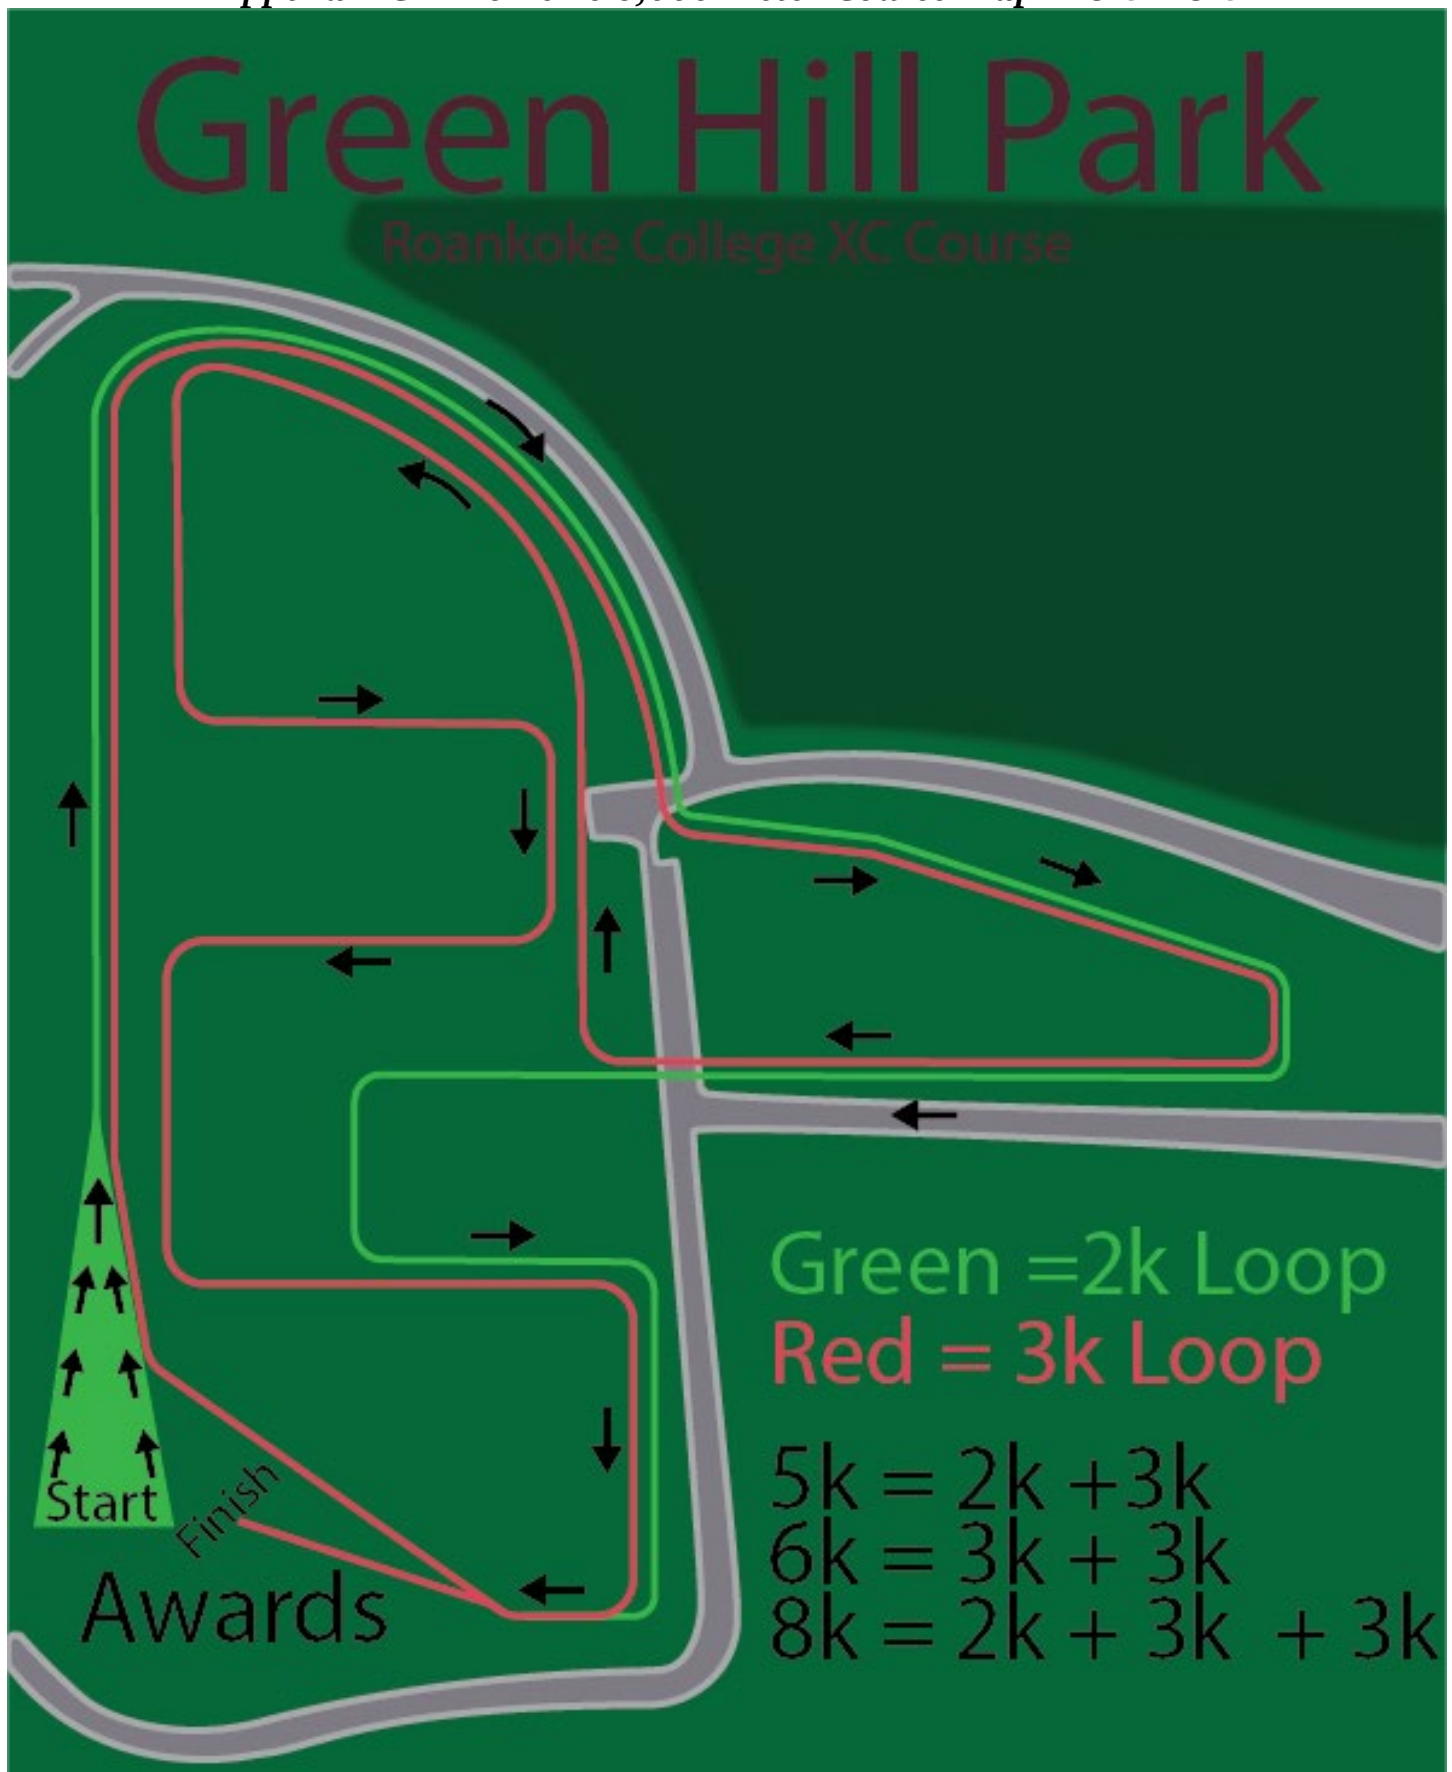 Green Hill Park
Roankoke College XC Course
Green =2k Loop
Red = 3k Loop
5k = 2k +3k
6k = 3k + 3k
8k = 2k + 3k + 3k
Start
Finish
Awards